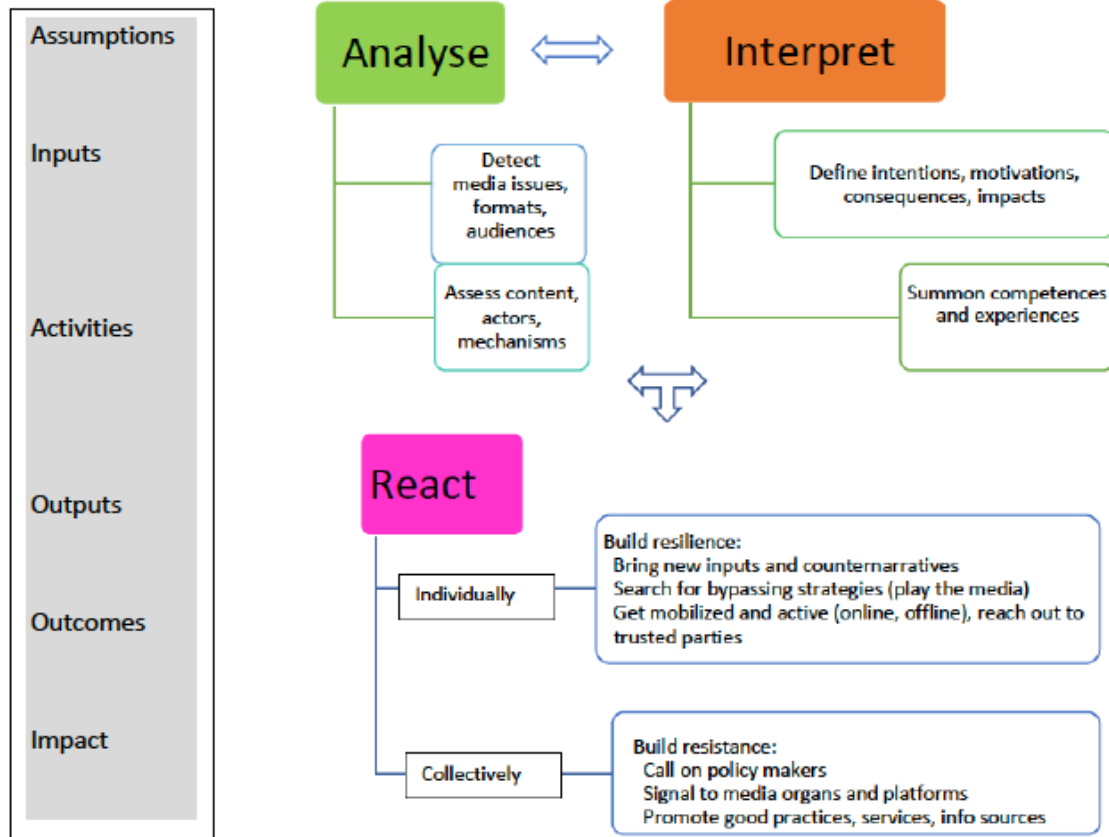 Assumptions
Inputs
Activities
Outputs
Outcomes
Impact
Analyse
Interpret
Detect
media issues,
formats,
audiences
Assess content,
actors,
mechanisms
Define intentions, motivations,
consequences, impacts
Summon competences
and experiences
React
Individually
Build resilience:
Bring new inputs and counternarratives
Search for bypassing strategies (play the media)
Get mobilized and active (online, offline), reach out to
trusted parties
Collectively
Build resistance:
Call on policy makers
Signal to media organs and platforms
Promote good practices, services, info sources